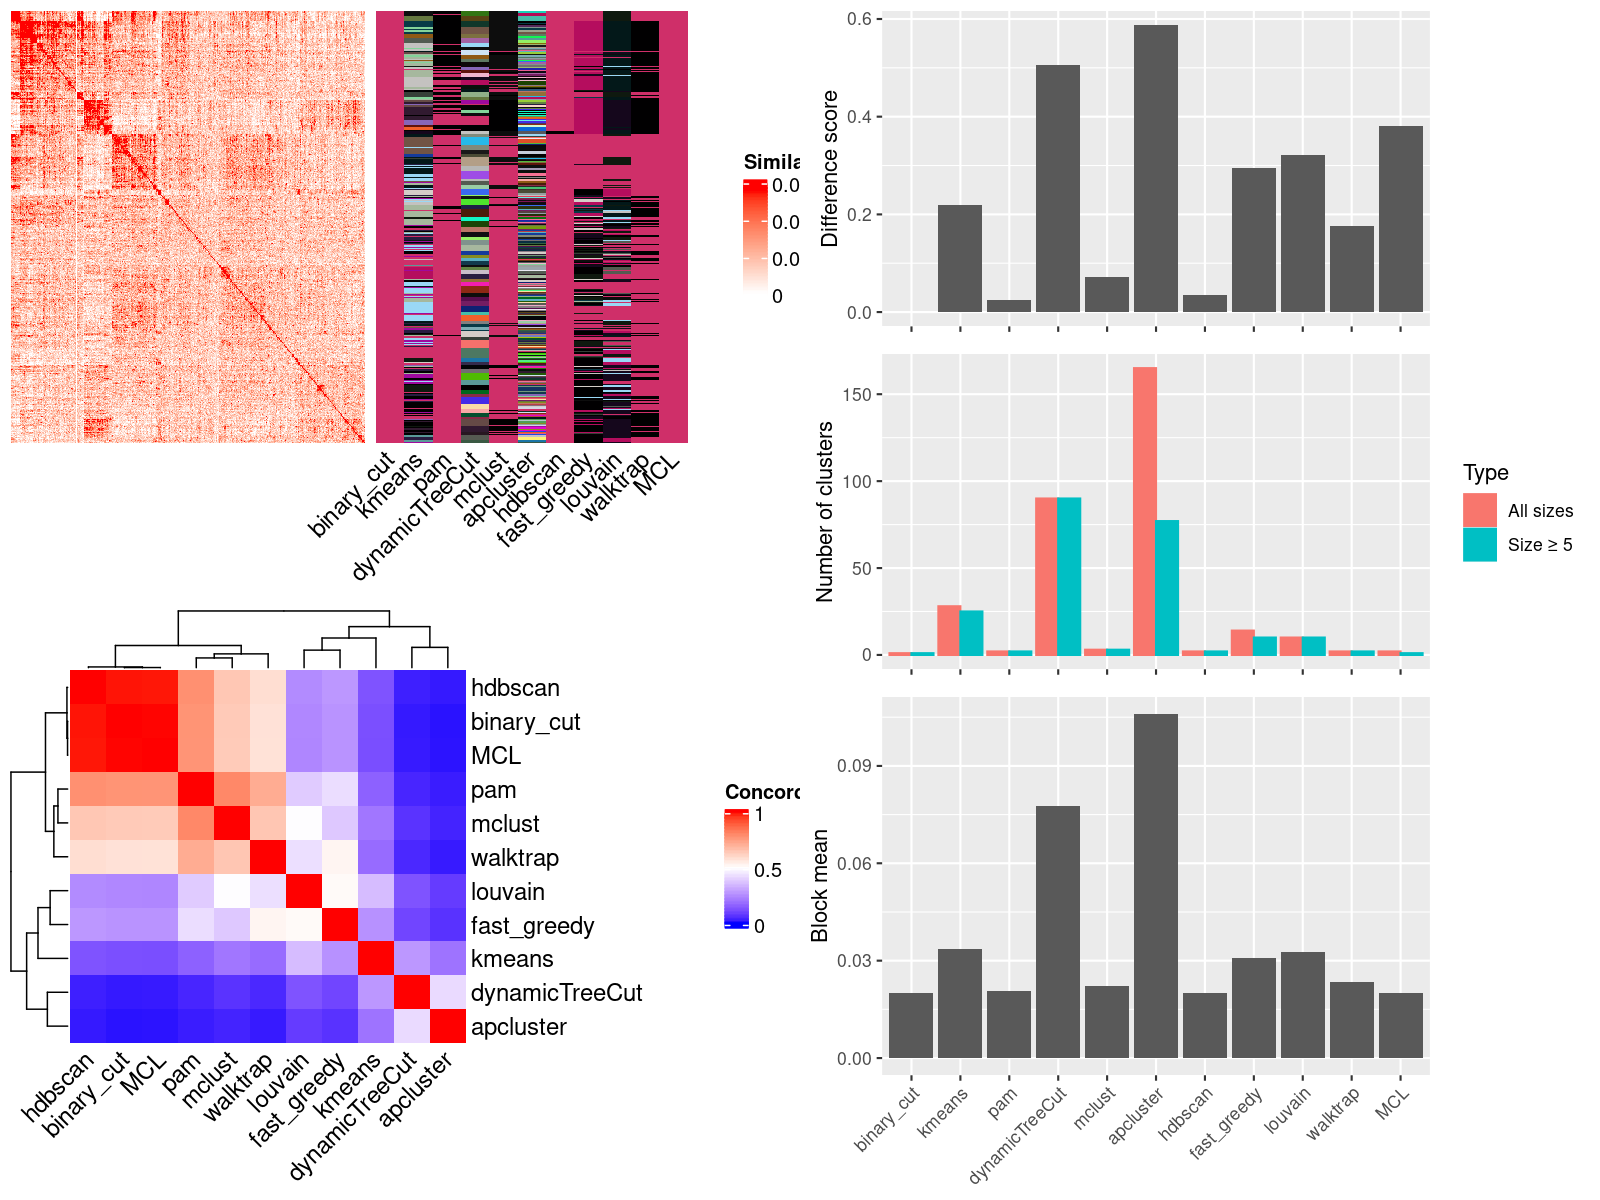 Simila
0.0
0.0
0.0
0
binary_cut
kmeans
pam
dynamicTreeCut
mclust
apcluster
hdbscan
fast_greedy
louvain
walktrap
MCL
hdbscan
binary_cut
MCL
pam
mclust
walktrap
louvain
fast_greedy
kmeans
dynamicTreeCut
apcluster
Concord
1
0.5
0
hdbscan
binary_cut
MCL
pam
mclust
walktrap
louvain
fast_greedy
kmeans
dynamicTreeCut
apcluster
Difference score
0.6
0.4
0.2
0.0
Number of clusters
150
100
50
0
Type
All sizes
Size ≥ 5
Block mean
0.09
0.06
0.03
0.00
binary_cut
kmeans
pam
dynamicTreeCut
mclust
apcluster
hdbscan
fast_greedy
louvain
walktrap
MCL